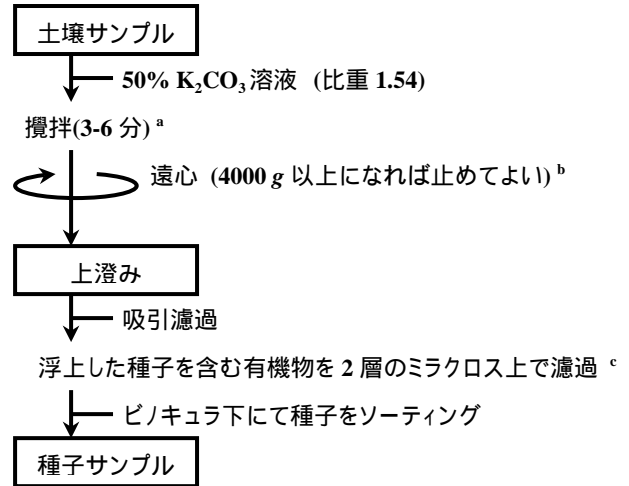 土壌サンプル
50% K₂CO₃溶液 (比重 1.54)
攪拌(3-6 分) ᵃ
遠心 (4000 g 以上になれば止めてよい) ᵇ
上澄み
吸引濾過
浮上した種子を含む有機物を 2 層のミラクロス上で濾過 ᶜ
ビノキュラ下にて種子をソーティング
種子サンプル